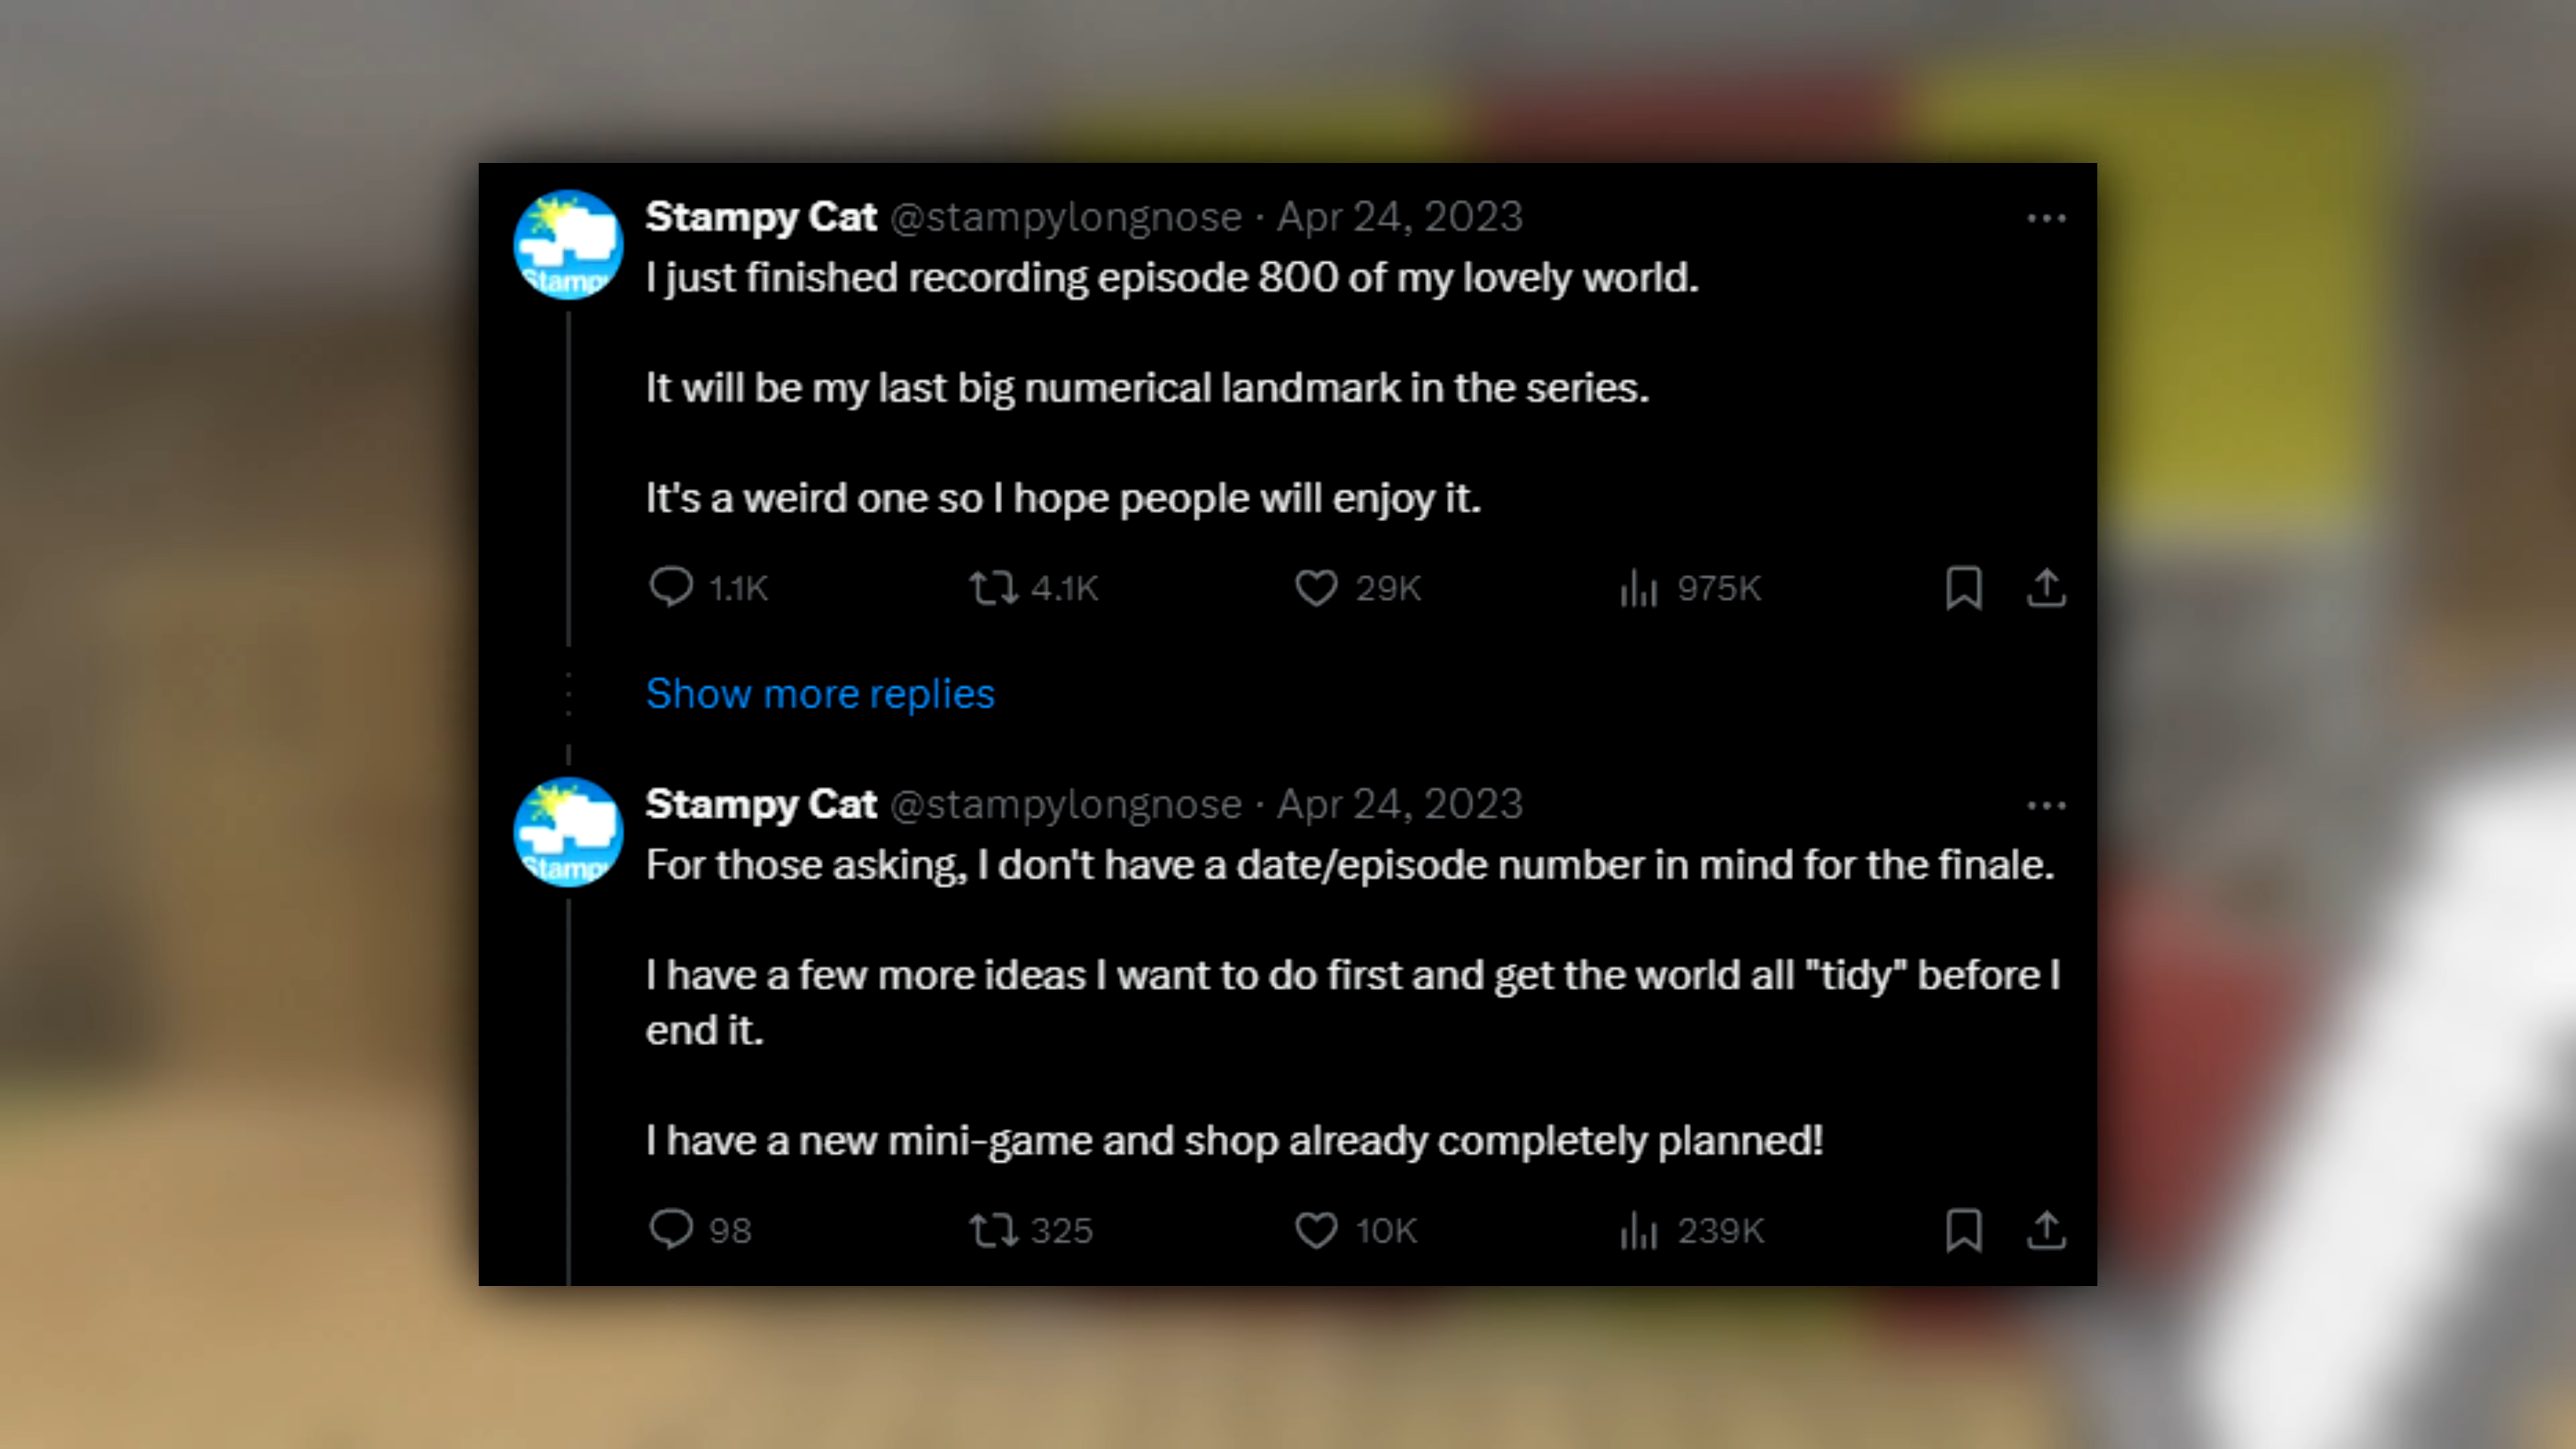 Stampy Cat @stampylongnose · Apr 24, 2023
I just finished recording episode 800 of my lovely world.
It will be my last big numerical landmark in the series.
It's a weird one so I hope people will enjoy it.
1.1K 4.1K 29K 975K
Show more replies
Stampy
Stampy Cat @stampylongnose · Apr 24, 2023
For those asking, I don't have a date/episode number in mind for the finale.
I have a few more ideas I want to do first and get the world all "tidy" before I
end it.
I have a new mini-game and shop already completely planned!
98 325 10K 239K
Stampy